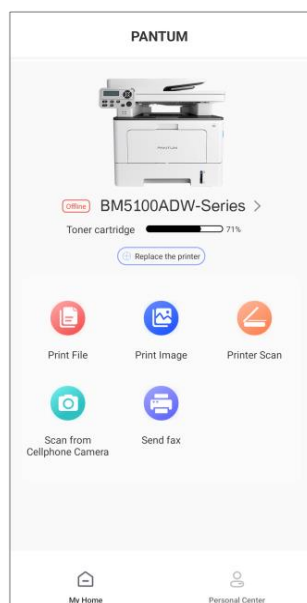 PANTUM
PANTUM
Offline BM5100ADW-Series >
Toner cartridge 71%
Replace the printer
Print File Print Image Printer Scan
Scan from
Cellphone Camera
Send fax
My Home Personal Center